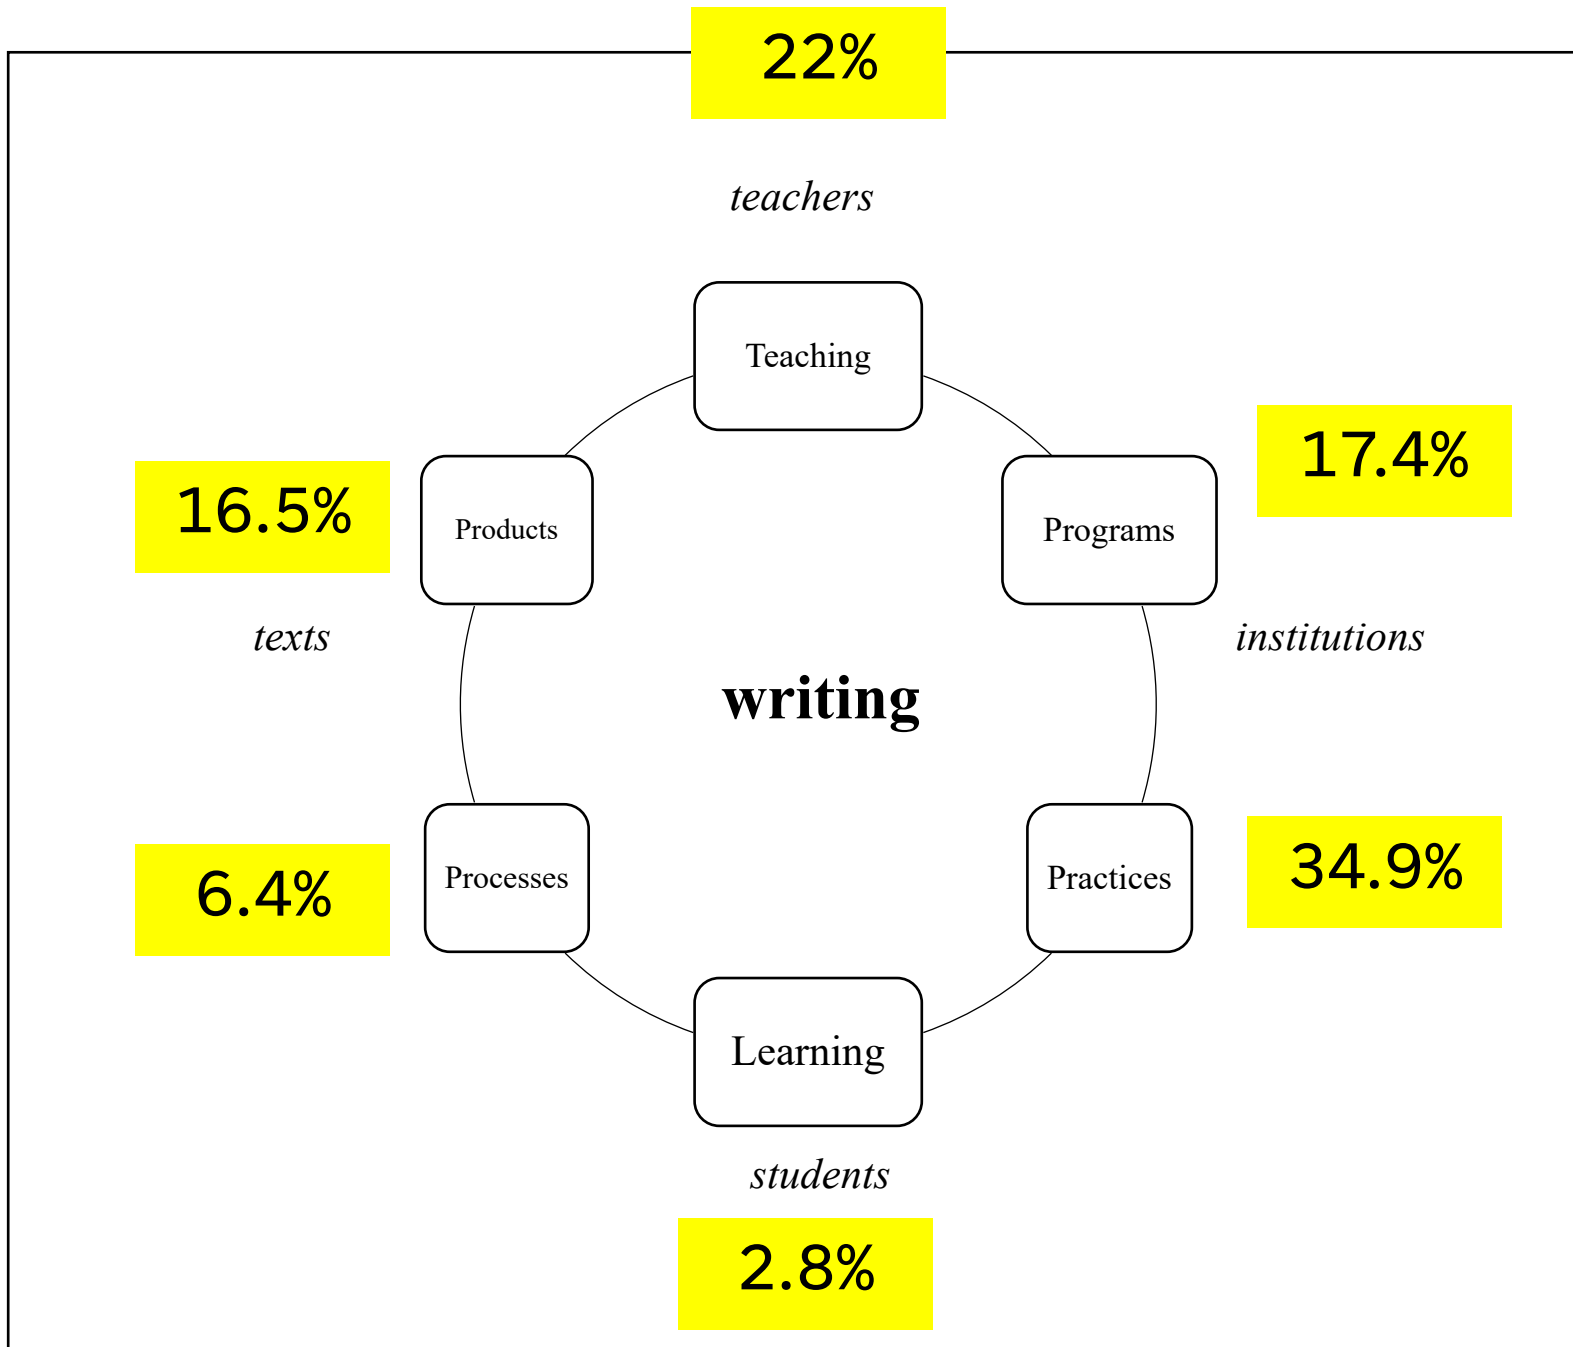 22%
teachers
Teaching
17.4%
16.5%
Products
Programs
texts
institutions
writing
6.4%
Processes
Practices
34.9%
Learning
students
2.8%